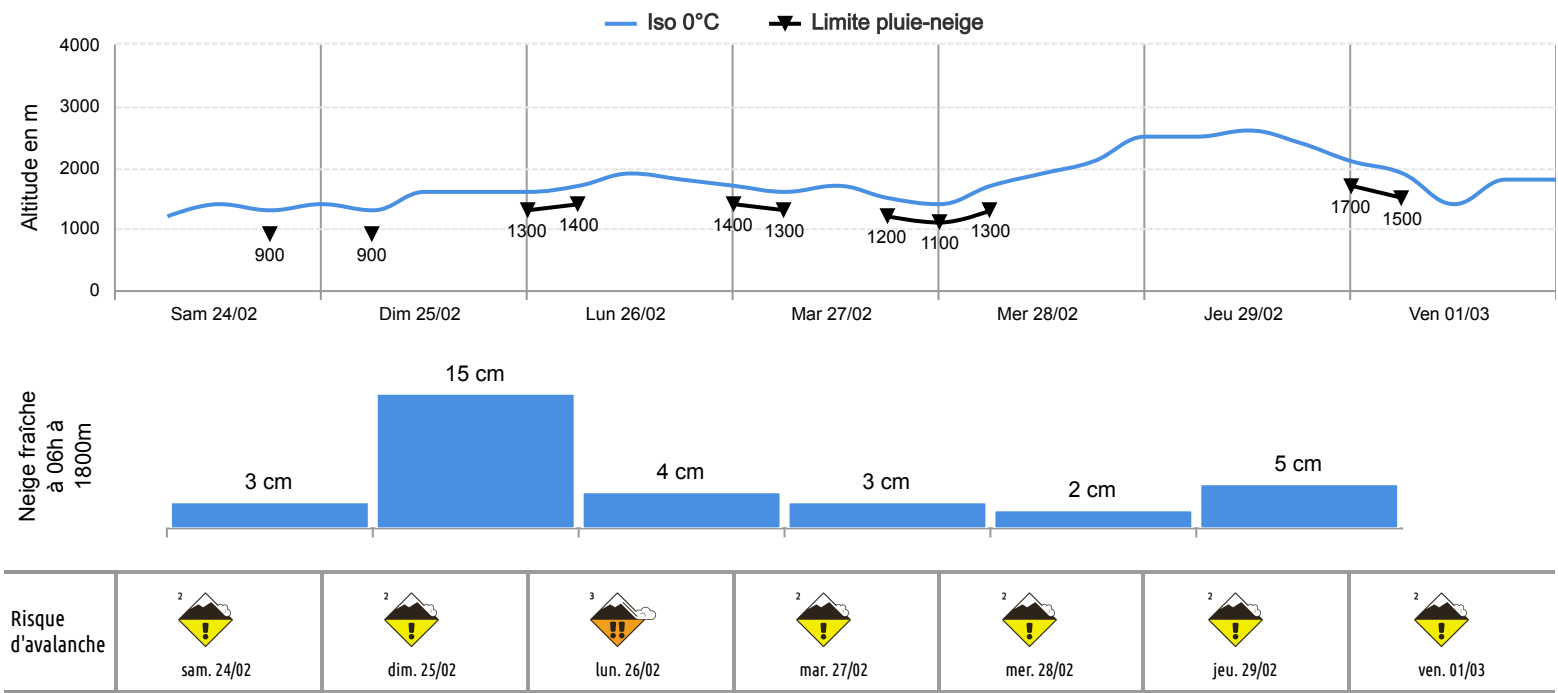 Iso 0°C Limite pluie-neige
Altitude en m
4000
3000
2000
1000
0
900 900 1300 1400 1400 1300 1200 1100 1300 1700 1500
Sam 24/02 Dim 25/02 Lun 26/02 Mar 27/02 Mer 28/02 Jeu 29/02 Ven 01/03
Neige fraîche
à 06h à
1800m
3 cm 15 cm 4 cm 3 cm 2 cm 5 cm
Risque
d'avalanche
2 2 3 2 2 2 2
! ! !! ! ! ! !
sam. 24/02 dim. 25/02 lun. 26/02 mar. 27/02 mer. 28/02 jeu. 29/02 ven. 01/03